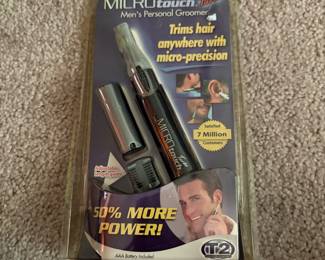 MICROtouch
Men's Personal Groomer
Trims hair
anywhere with
micro-precision
Satisfied
7 Million
Customers
MICROtouch
50% MORE
POWER!
AAA Battery Included